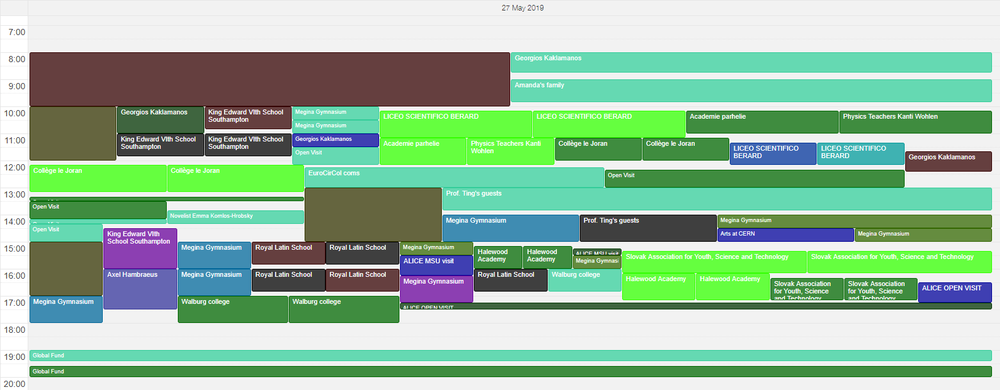 27 May 2019
7:00
8:00
Georgios Kaklamanos
9:00
Amanda's family
10:00
Georgios Kaklamanos
King Edward VIth School
Southampton
Megina Gymnasium
Megina Gymnasium
LICEO SCIENTIFICO BERARD
LICEO SCIENTIFICO BERARD
Academie parhelie
Physics Teachers Kanti Wohlen
11:00
King Edward VIth School
Southampton
King Edward VIth School
Southampton
Georgios Kaklamanos
Open Visit
Academie parhelie
Physics Teachers Kanti
Wohlen
Collège le Joran
Collège le Joran
LICEO SCIENTIFICO
BERARD
LICEO SCIENTIFICO
BERARD
Georgios Kaklamanos
12:00
Collège le Joran
Collège le Joran
EuroCirCol coms
Open Visit
13:00
Prof. Ting's guests
Open Visit
Novelist Emma Komlos-Hrobsky
14:00
Open Visit
King Edward VIth
School Southampton
Megina Gymnasium
Prof. Ting's guests
Megina Gymnasium
Arts at CERN
Megina Gymnasium
15:00
Megina Gymnasium
Royal Latin School
Royal Latin School
Megina Gymnasium
ALICE MSU visit
Halewood
Academy
Halewood
Academy
ALICE MSU visit
Megina Gymnasi
Slovak Association for Youth, Science and Technology
Slovak Association for Youth, Science and Technology
16:00
Axel Hambraeus
Megina Gymnasium
Royal Latin School
Royal Latin School
Megina Gymnasium
Royal Latin School
Walburg college
Halewood Academy
Halewood Academy
Slovak Association
for Youth, Science
and Technology
Slovak Association
for Youth, Science
and Technology
ALICE OPEN VISIT
17:00
Megina Gymnasium
Walburg college
Walburg college
ALICE OPEN VISIT
18:00
19:00
Global Fund
Global Fund
20:00